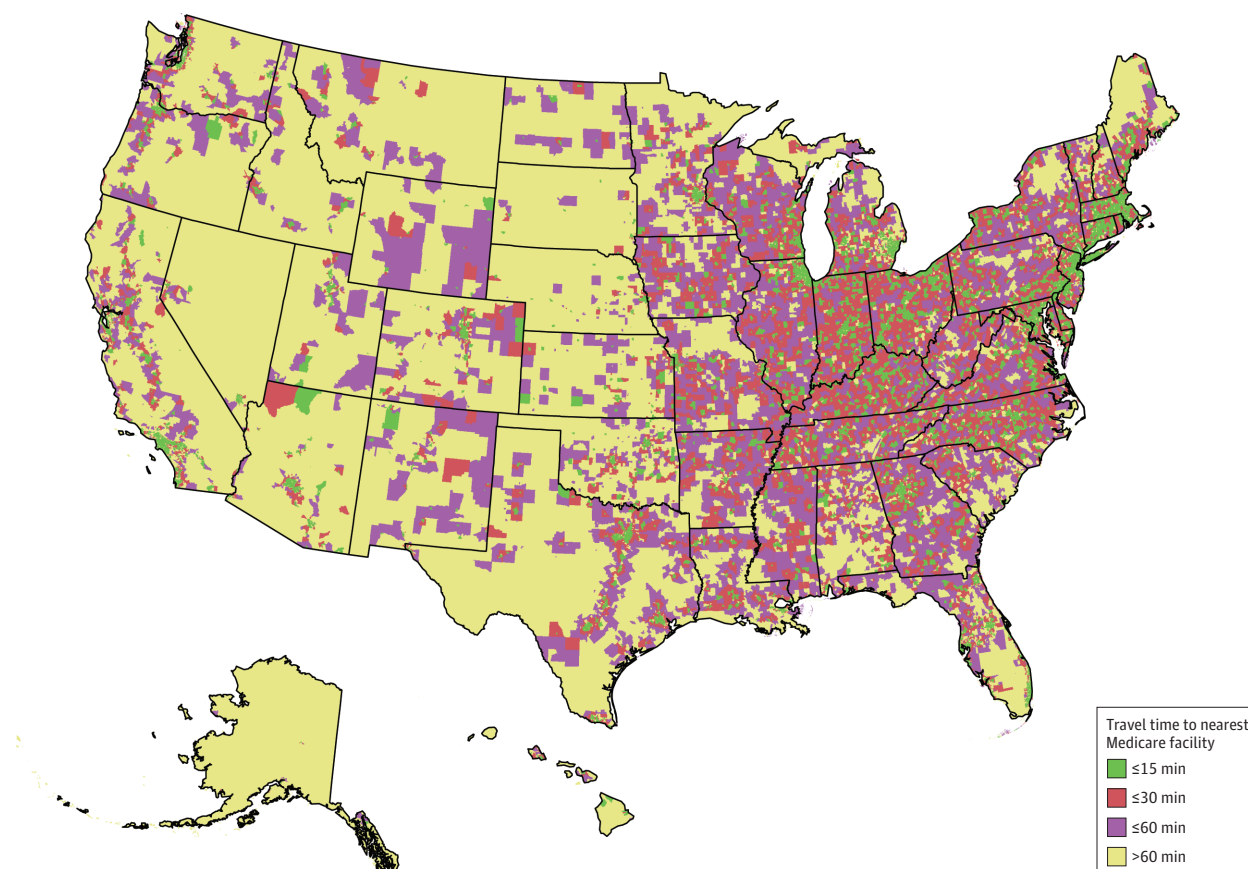 Travel time to nearest
Medicare facility
≤15 min
≤30 min
≤60 min
>60 min